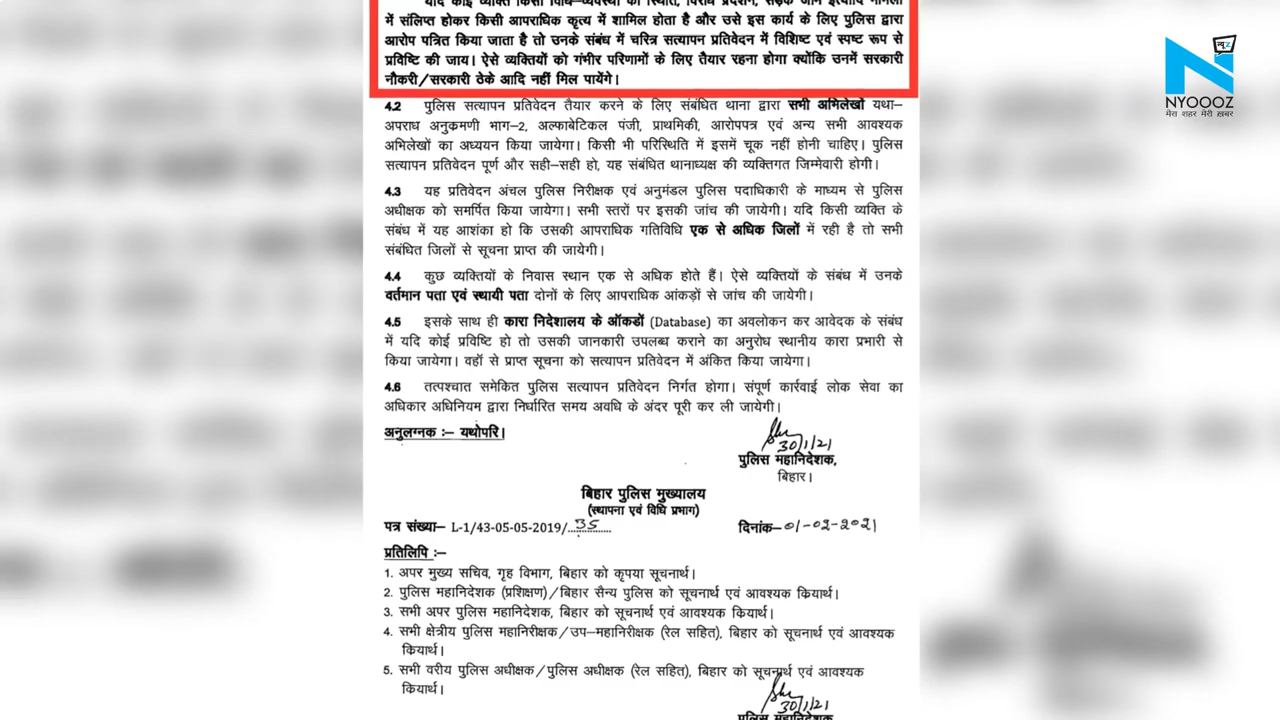 यदि कोई व्यक्ति किसी विधि–व्यवस्था की स्थिति, विरोध प्रदर्शन, सड़क जाम इत्यादि मामलों
में संलिप्त होकर किसी आपराधिक कृत्य में शामिल होता है और उसे इस कार्य के लिए पुलिस द्वारा
आरोप पत्रित किया जाता है तो उनके संबंध में चरित्र सत्यापन प्रतिवेदन में विशिष्ट एवं स्पष्ट रूप से
प्रविष्टि की जाय। ऐसे व्यक्तियों को गंभीर परिणामों के लिए तैयार रहना होगा क्योंकि उनमें सरकारी
नौकरी/सरकारी ठेके आदि नहीं मिल पायेंगे।
4.2 पुलिस सत्यापन प्रतिवेदन तैयार करने के लिए संबंधित थाना द्वारा सभी अभिलेखों यथा–
अपराध अनुक्रमणी भाग–2, अल्फाबेटिकल पंजी, प्राथमिकी, आरोपपत्र एवं अन्य सभी आवश्यक
अभिलेखों का अध्ययन किया जायेगा। किसी भी परिस्थिति में इसमें चूक नहीं होनी चाहिए। पुलिस
सत्यापन प्रतिवेदन पूर्ण और सही–सही हो, यह संबंधित थानाध्यक्ष की व्यक्तिगत जिम्मेवारी होगी।
4.3 यह प्रतिवेदन अंचल पुलिस निरीक्षक एवं अनुमंडल पुलिस पदाधिकारी के माध्यम से पुलिस
अधीक्षक को समर्पित किया जायेगा। सभी स्तरों पर इसकी जांच की जायेगी। यदि किसी व्यक्ति के
संबंध में यह आशंका हो कि उसकी आपराधिक गतिविधि एक से अधिक जिलों में रही है तो सभी
संबंधित जिलों से सूचना प्राप्त की जायेगी।
4.4 कुछ व्यक्तियों के निवास स्थान एक से अधिक होते हैं। ऐसे व्यक्तियों के संबंध में उनके
वर्तमान पता एवं स्थायी पता दोनों के लिए आपराधिक आंकड़ों से जांच की जायेगी।
4.5 इसके साथ ही कारा निदेशालय के ऑकडों (Database) का अवलोकन कर आवेदक के संबंध
में यदि कोई प्रविष्टि हो तो उसकी जानकारी उपलब्ध कराने का अनुरोध स्थानीय कारा प्रभारी से
किया जायेगा। वहाँ से प्राप्त सूचना को सत्यापन प्रतिवेदन में अंकित किया जायेगा।
4.6 तत्पश्चात समेकित पुलिस सत्यापन प्रतिवेदन निर्गत होगा। संपूर्ण कार्रवाई लोक सेवा का
अधिकार अधिनियम द्वारा निर्धारित समय अवधि के अंदर पूरी कर ली जायेगी।
अनुलग्नक :– यथोपरि।
30/1/21
पुलिस महानिदेशक,
बिहार।
बिहार पुलिस मुख्यालय
(स्थापना एवं विधि प्रभाग)
पत्र संख्या– L-1/43-05-05-2019/...35...... दिनांक–01-02-2021
प्रतिलिपि :–
1. अपर मुख्य सचिव, गृह विभाग, बिहार को कृपया सूचनार्थ।
2. पुलिस महानिदेशक (प्रशिक्षण)/बिहार सैन्य पुलिस को सूचनार्थ एवं आवश्यक कियार्थ।
3. सभी अपर पुलिस महानिदेशक, बिहार को सूचनार्थ एवं आवश्यक कियार्थ।
4. सभी क्षेत्रीय पुलिस महानिरीक्षक/उप–महानिरीक्षक (रेल सहित), बिहार को सूचनार्थ एवं आवश्यक
कियार्थ।
5. सभी वरीय पुलिस अधीक्षक/पुलिस अधीक्षक (रेल सहित), बिहार को सूचनार्थ एवं आवश्यक
कियार्थ।
30/1/21
पुलिस महानिदेशक
न्यूz
NYOOOZ
मेरा शहर मेरी ख़बर